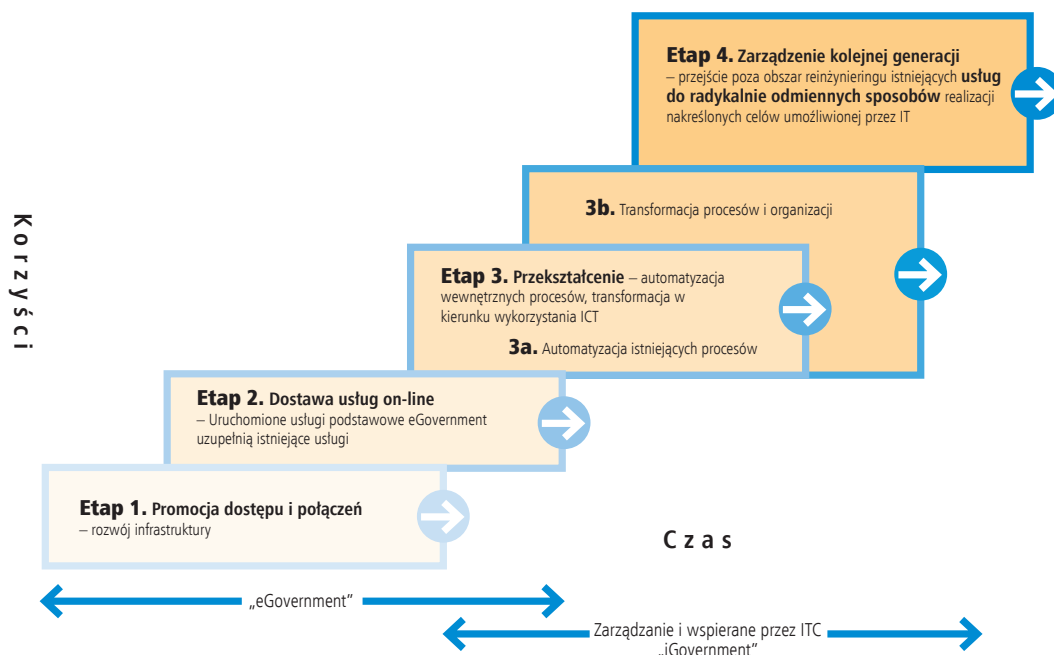 Etap 4. Zarządzenie kolejnej generacji
– przejście poza obszar reinżynieringu istniejących usług
do radykalnie odmiennych sposobów realizacji
nakreślonych celów umożliwionej przez IT
3b. Transformacja procesów i organizacji
Korzyści
Etap 3. Przekształcenie – automatyzacja
wewnętrznych procesów, transformacja w
kierunku wykorzystania ICT
3a. Automatyzacja istniejących procesów
Etap 2. Dostawa usług on-line
– Uruchomione usługi podstawowe eGovernment
uzupełnią istniejące usługi
Etap 1. Promocja dostępu i połączeń
– rozwój infrastruktury
Czas
„eGovernment”
Zarządzanie i wspierane przez ITC
„iGovernment”